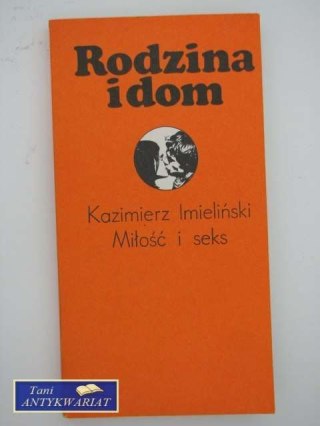 Rodzina
i dom
Kazimierz Imieliński
Miłość i seks
Tani
ANTYKWARIAT